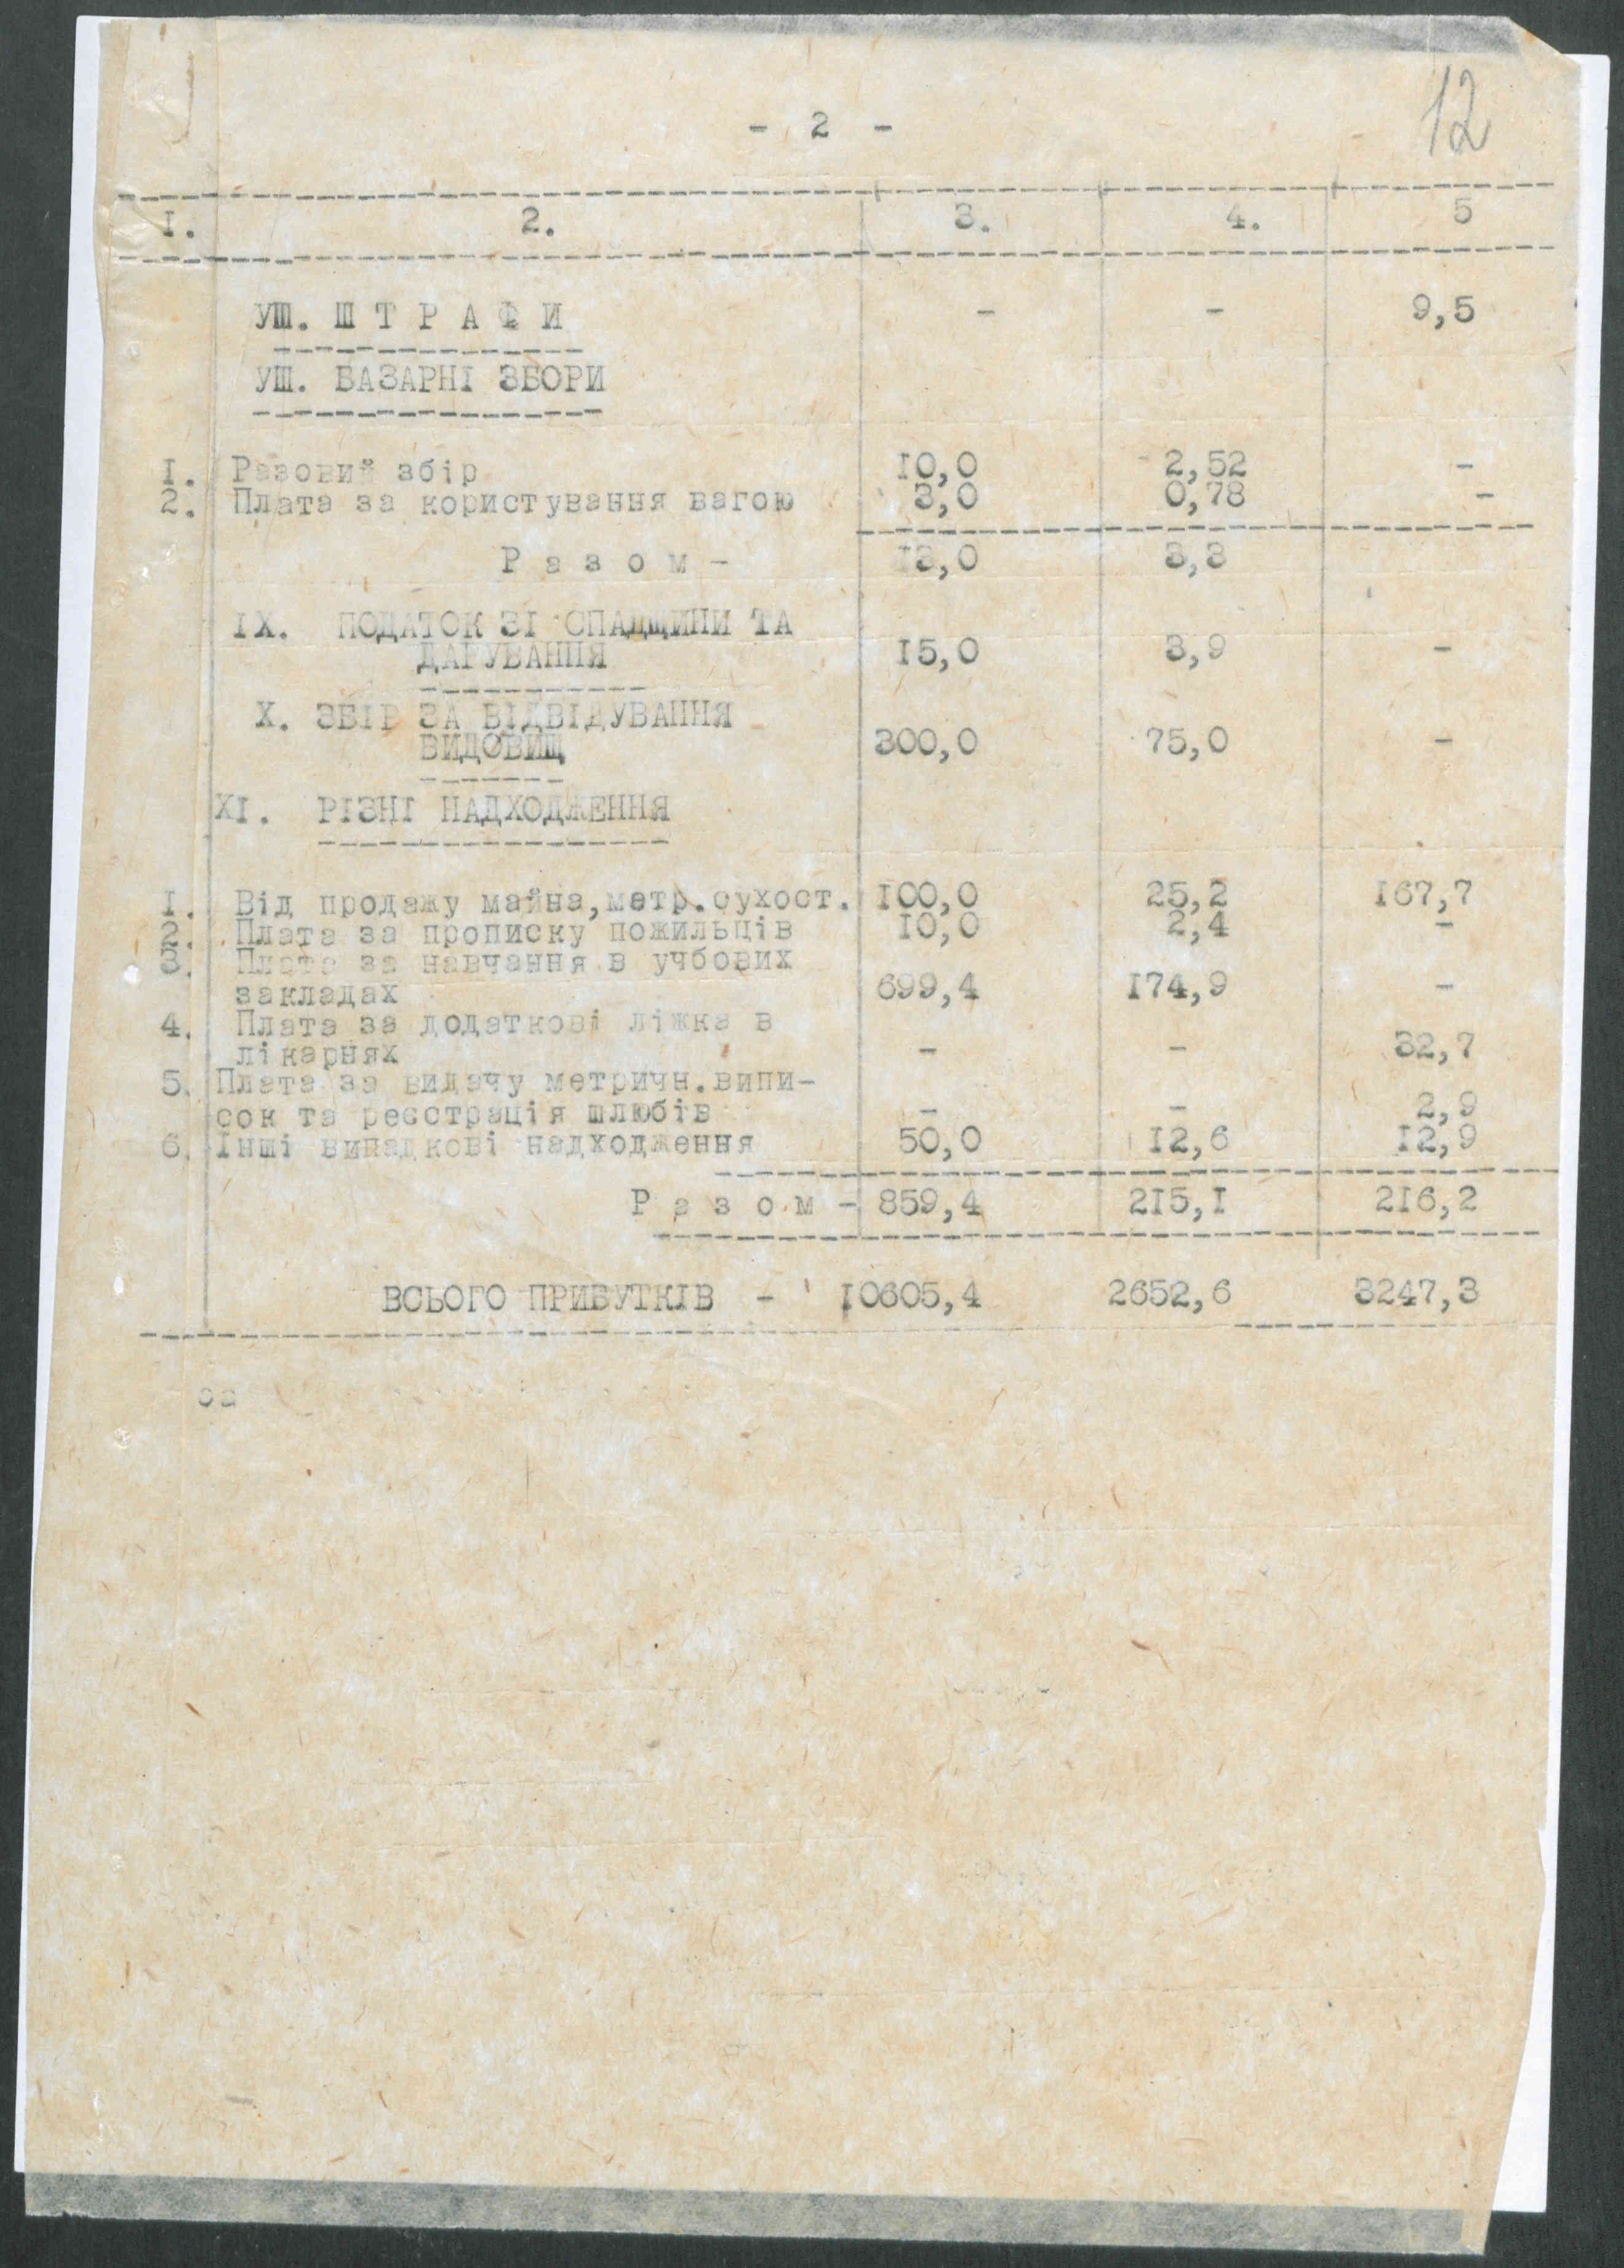 12
- 2 -
I. 2. 3. 4. 5
УШ. Ш Т Р А Ф И - - 9,5
УШ. БАЗАРНІ ЗБОРИ
I. Разовий збір 10,0 2,52 -
2. Плата за користування вагою 3,0 0,78 -
Р а з о м - 13,0 3,3
IX. ПОДАТОК ЗІ СПАДЩИНИ ТА
ДАРУВАННЯ 15,0 3,9 -
X. ЗБІР ЗА ВІДВІДУВАННЯ
ВИДОВИЩ 300,0 75,0 -
XI. РІЗНІ НАДХОДЖЕННЯ
I. Від продажу майна,метр.сухост. 100,0 25,2 167,7
2. Плата за прописку пожильців 10,0 2,4 -
3. Плата за навчання в учбових
закладах 699,4 174,9 -
4. Плата за додаткові ліжка в
лікарнях - - 32,7
5. Плата за видачу метричн.випи-
сок та реєстрація шлюбів - - 2,9
6. Інші випадкові надходження 50,0 12,6 12,9
Р а з о м - 859,4 215,1 216,2
ВСЬОГО ПРИБУТКІВ - 10605,4 2652,6 3247,3